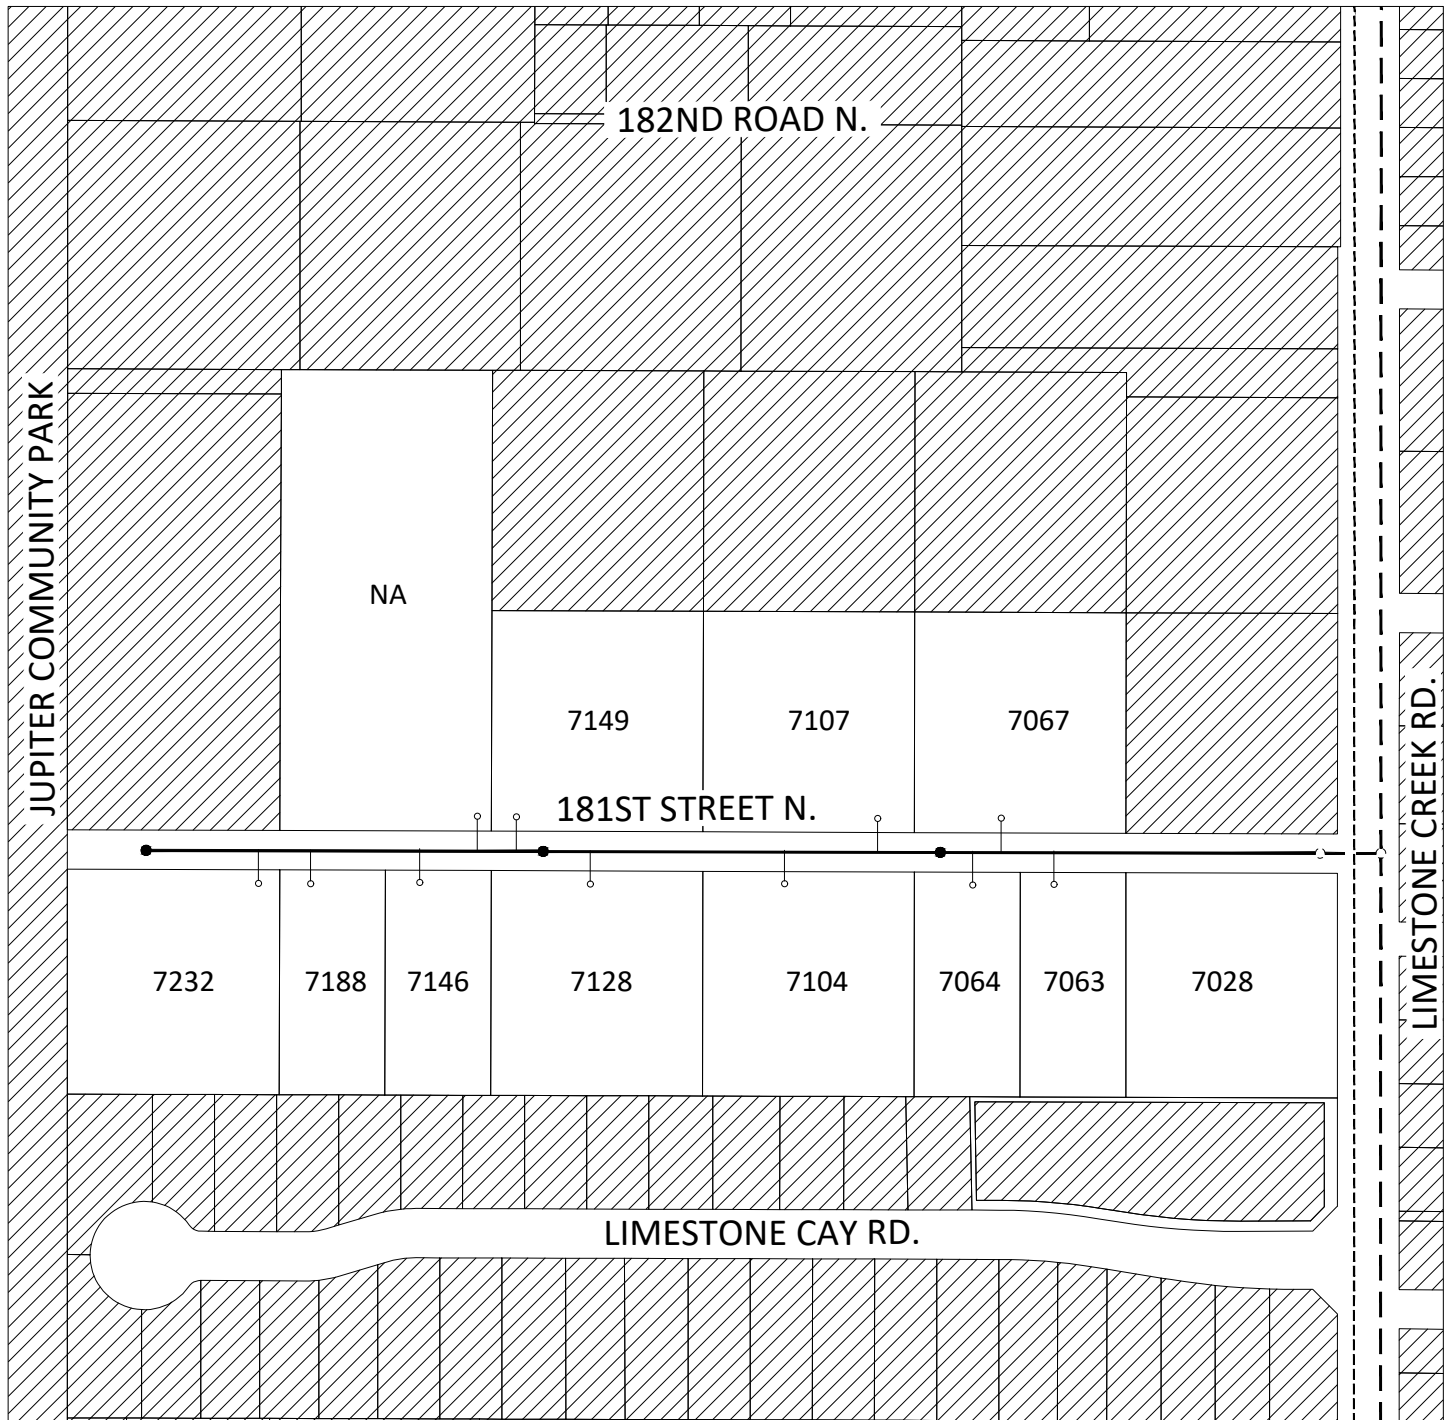 182ND ROAD N.
JUPITER COMMUNITY PARK
NA
7149
7107
7067
181ST STREET N.
LIMESTONE CREEK RD.
7232
7188
7146
7128
7104
7064
7063
7028
LIMESTONE CAY RD.